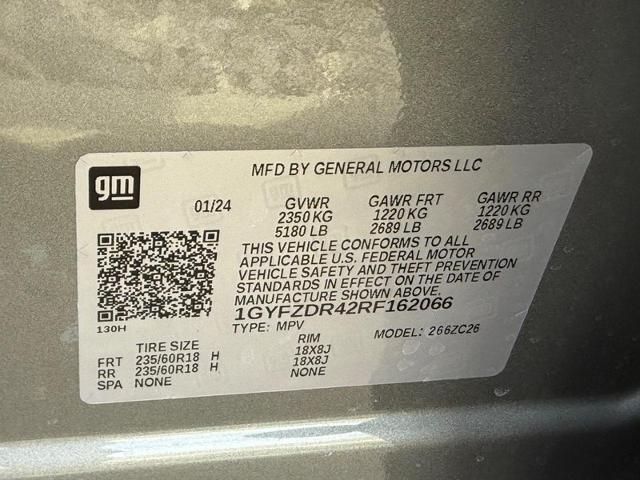 gm
MFD BY GENERAL MOTORS LLC
01/24 GVWR GAWR FRT GAWR RR
2350 KG 1220 KG 1220 KG
5180 LB 2689 LB 2689 LB
THIS VEHICLE CONFORMS TO ALL
APPLICABLE U.S. FEDERAL MOTOR
VEHICLE SAFETY AND THEFT PREVENTION
STANDARDS IN EFFECT ON THE DATE OF
MANUFACTURE SHOWN ABOVE.
1GYFZDR42RF162066
130H
TYPE: MPV MODEL: 266ZC26
TIRE SIZE RIM
FRT 235/60R18 H 18X8J
RR 235/60R18 H 18X8J
SPA NONE NONE